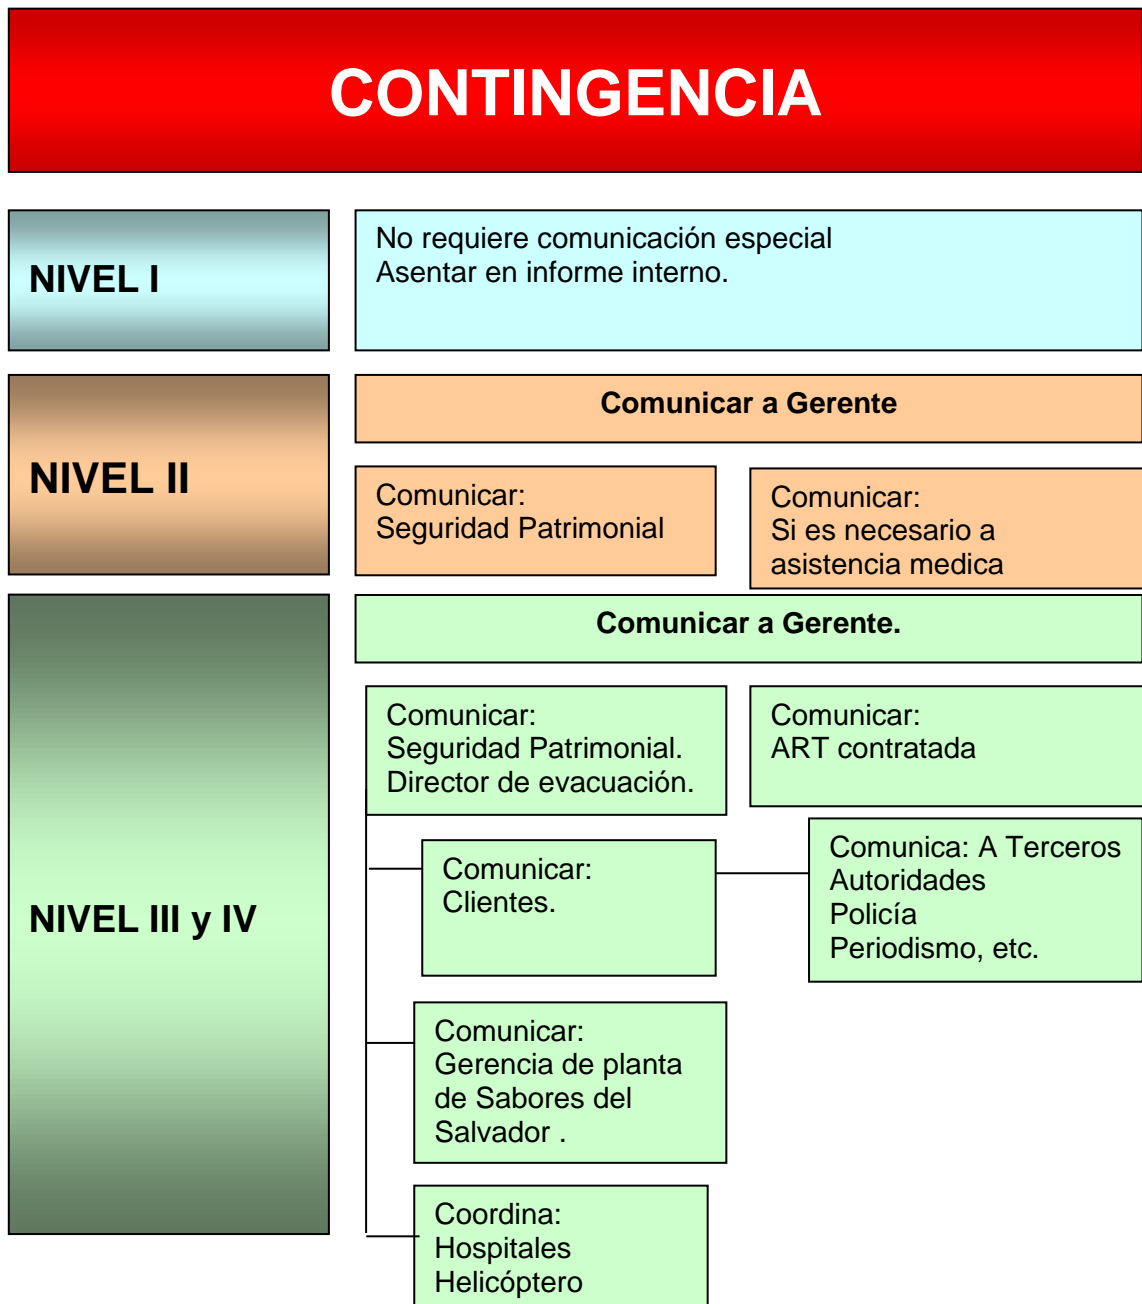 CONTINGENCIA
NIVEL I
No requiere comunicación especial
Asentar en informe interno.
NIVEL II
Comunicar a Gerente
Comunicar:
Seguridad Patrimonial
Comunicar:
Si es necesario a
asistencia medica
NIVEL III y IV
Comunicar a Gerente.
Comunicar:
Seguridad Patrimonial.
Director de evacuación.
Comunicar:
ART contratada
Comunicar:
Clientes.
Comunica: A Terceros
Autoridades
Policía
Periodismo, etc.
Comunicar:
Gerencia de planta
de Sabores del
Salvador .
Coordina:
Hospitales
Helicóptero